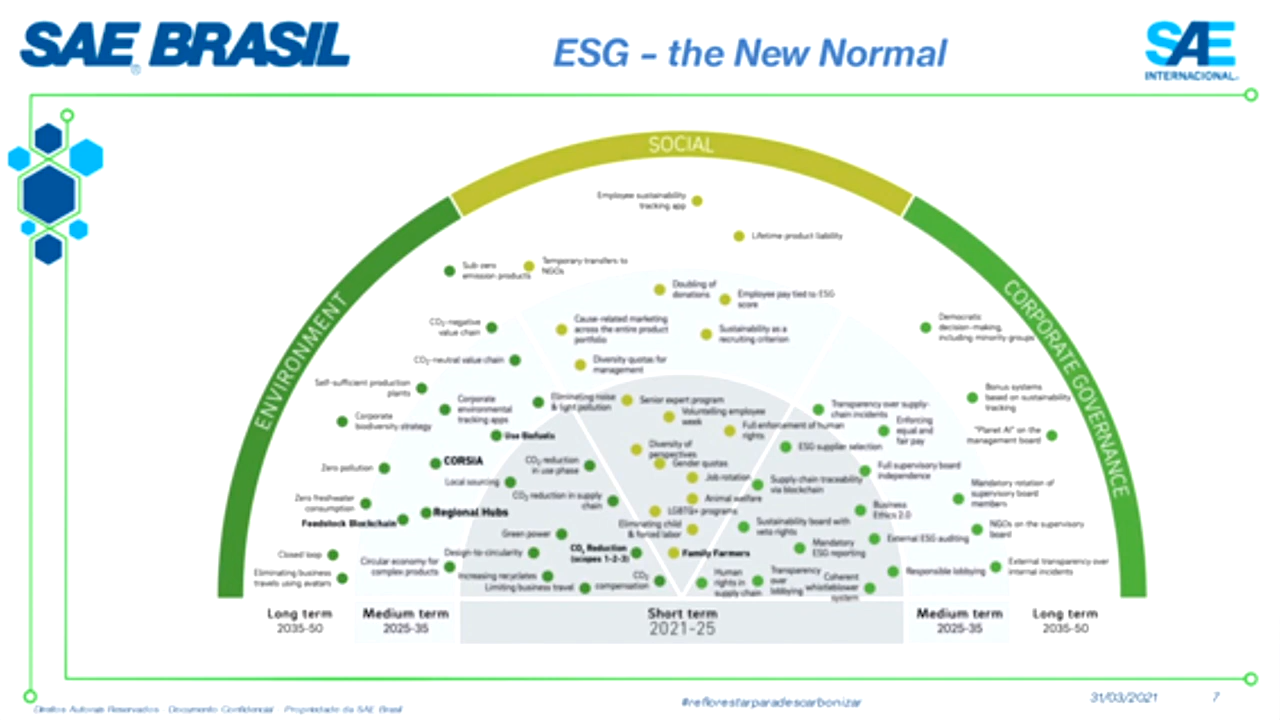 SAE BRASIL
ESG – the New Normal
SAE
INTERNACIONAL
SOCIAL
ENVIRONMENT
CORPORATE GOVERNANCE
Employee sustainability
tracking app
Lifetime product liability
Sub-zero
emission products
Temporary transfers to
NGOs
Doubling of
donations
Employee pay tied to ESG
score
CO2-negative
value chain
Cause-related marketing
across the entire product
portfolio
Sustainability as a
recruiting criterion
Democratic
decision-making,
including minority groups
CO2-neutral value chain
Diversity quotas for
management
Self-sufficient production
plants
Corporate
environmental
tracking apps
Eliminating noise
& light pollution
Senior expert program
Volunteering employee
week
Transparency over supply-
chain incidents
Bonus systems
based on sustainability
tracking
Corporate
biodiversity strategy
Use Biofuels
Full enforcement of human
rights
Enforcing
equal and
fair pay
"Planet AI" on the
management board
Diversity of
perspectives
ESG supplier selection
Zero pollution
CORSIA
CO2 reduction
in use phase
Gender quotas
Full supervisory board
independence
Local sourcing
Job rotation
Supply chain traceability
via blockchain
Mandatory rotation of
supervisory board
members
Zero freshwater
consumption
CO2 reduction in supply
chain
Animal welfare
Feedstock Blockchain
Regional Hubs
LGBTQ+ programs
Business
Ethics 2.0
Green power
Eliminating child
& forced labor
Sustainability board with
veto rights
External ESG auditing
NGOs on the supervisory
board
Closed loop
Design-to-circularity
CO2 Reduction
(scopes 1-2-3)
Family Farmers
Mandatory
ESG reporting
Circular economy for
complex products
External transparency over
internal incidents
Eliminating business
travels using avatars
Increasing recyclates
Limiting business travel
CO2
compensation
Human
rights in
supply chain
Transparency
over
lobbying
Coherent
whistleblower
system
Responsible lobbying
Long term
2035-50
Medium term
2025-35
Short term
2021-25
Medium term
2025-35
Long term
2035-50
Direitos Autorais Reservados - Documento Confidencial - Propriedade da SAE Brasil
#reflorestarparadescarbonizar
31/03/2021
7